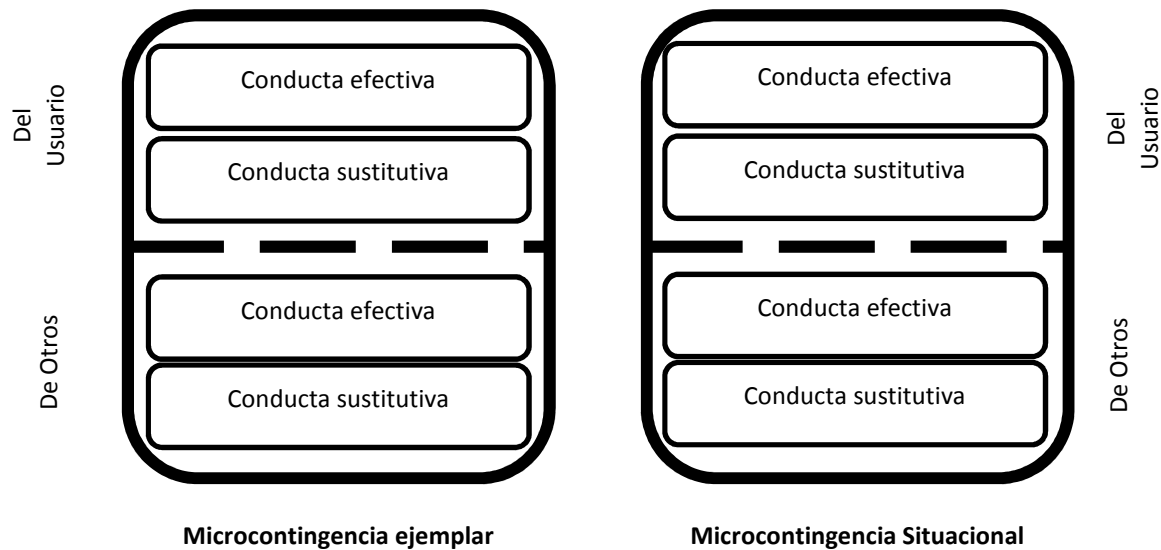 Del
Usuario
Conducta efectiva
Conducta sustitutiva
De Otros
Conducta efectiva
Conducta sustitutiva
Microcontingencia ejemplar
Conducta efectiva
Conducta sustitutiva
Del
Usuario
Conducta efectiva
Conducta sustitutiva
De Otros
Microcontingencia Situacional